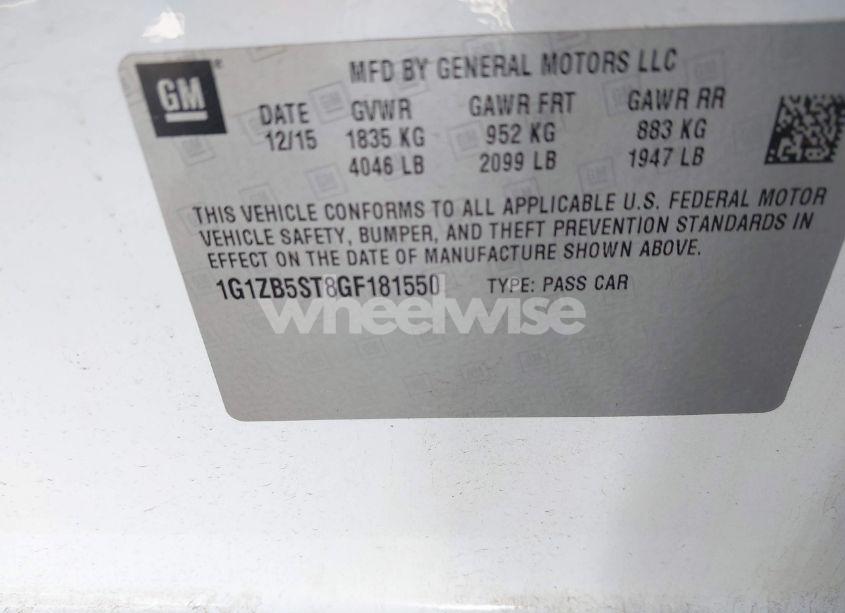 GM
MFD BY GENERAL MOTORS LLC
DATE GVWR GAWR FRT GAWR RR
12/15 1835 KG 952 KG 883 KG
4046 LB 2099 LB 1947 LB
THIS VEHICLE CONFORMS TO ALL APPLICABLE U.S. FEDERAL MOTOR
VEHICLE SAFETY, BUMPER, AND THEFT PREVENTION STANDARDS IN
EFFECT ON THE DATE OF MANUFACTURE SHOWN ABOVE.
1G1ZB5ST8GF181550 TYPE: PASS CAR
wheelwise